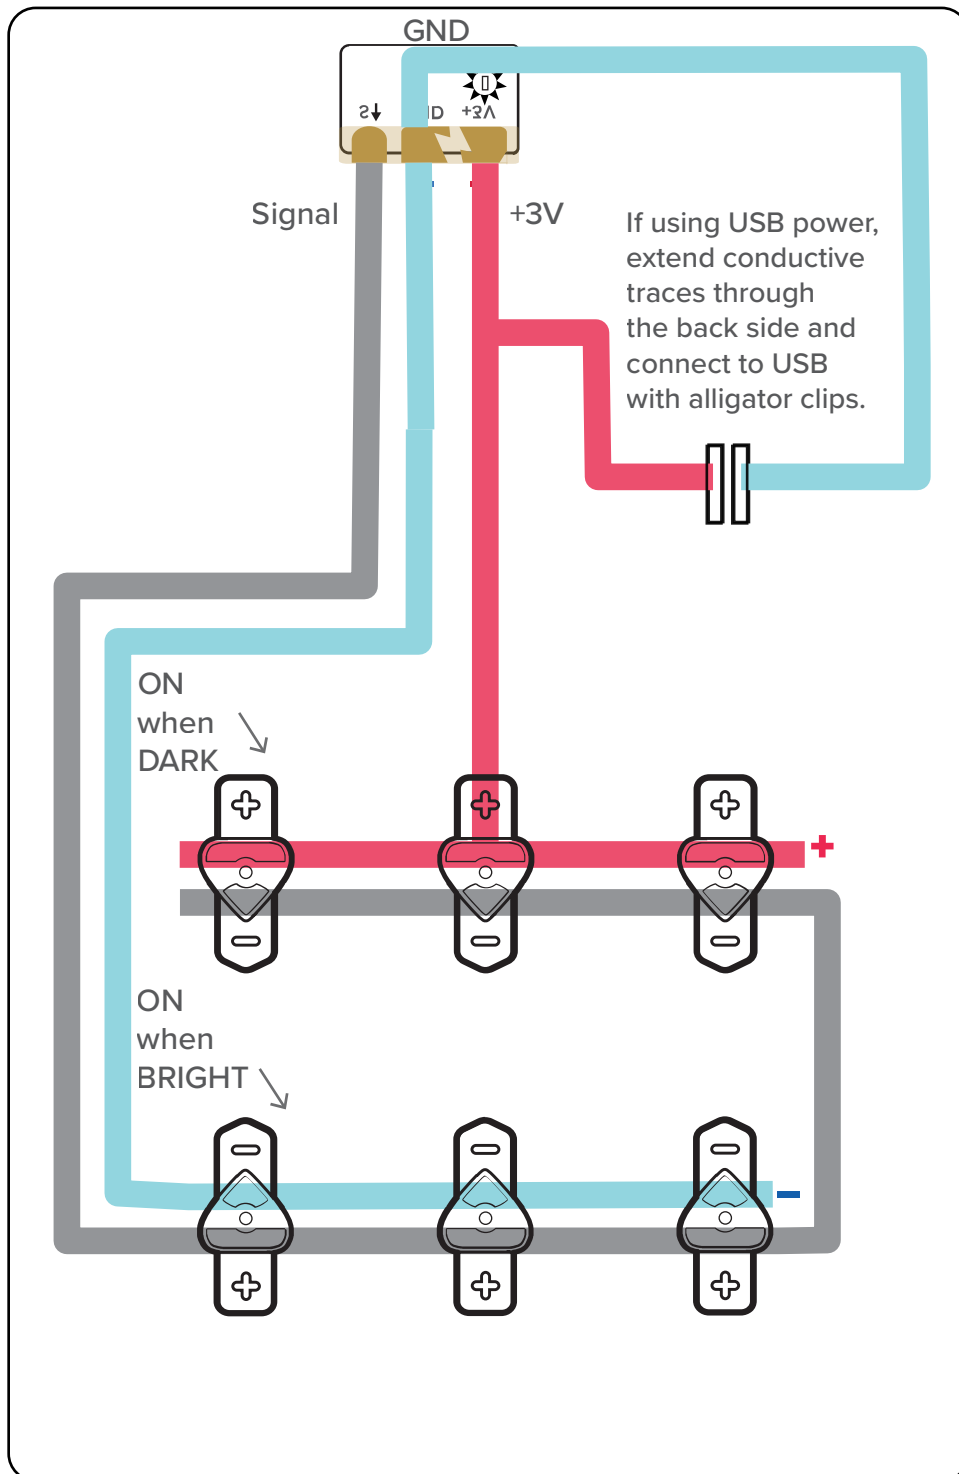 GND
S
+3V
Signal
+3V
If using USB power,
extend conductive
traces through
the back side and
connect to USB
with alligator clips.
ON
when
DARK
+
ON
when
BRIGHT
-